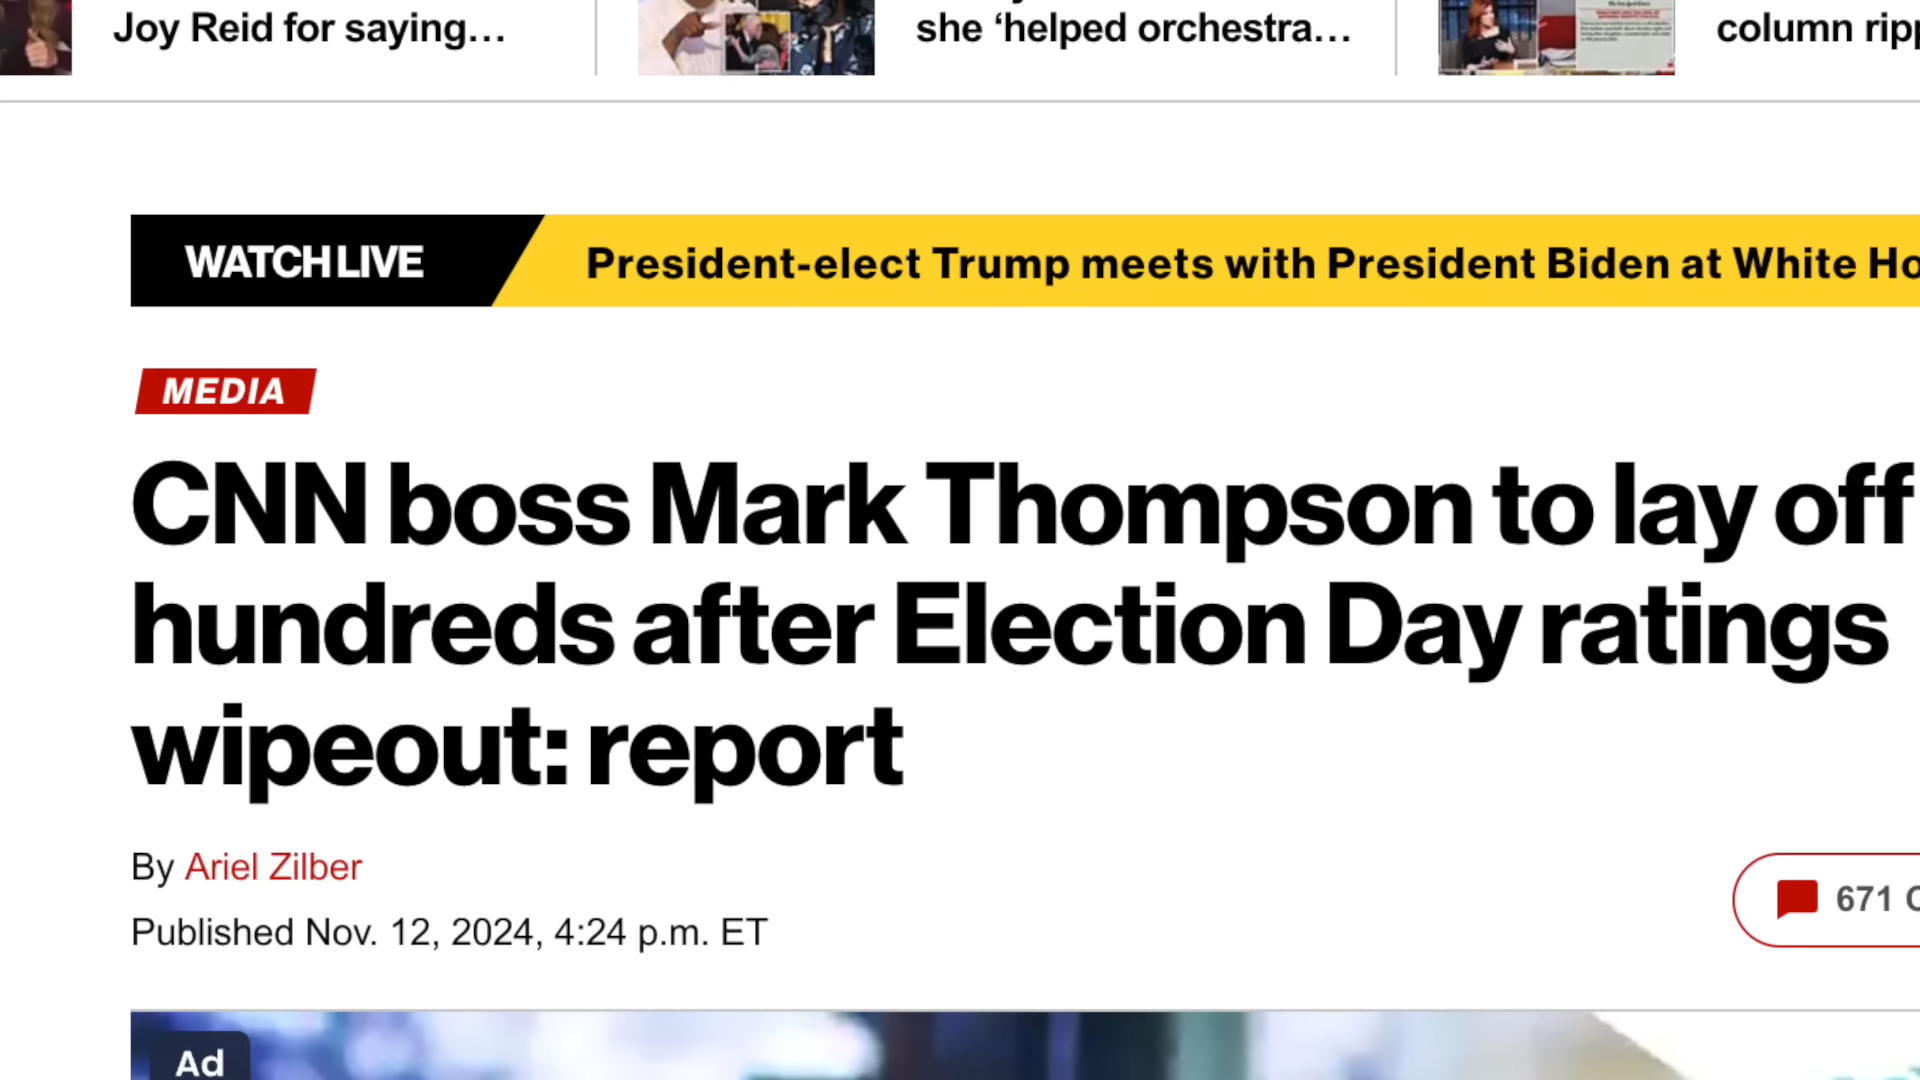 Joy Reid for saying...
she ‘helped orchestra...
column rip
WATCH LIVE
President-elect Trump meets with President Biden at White Ho
MEDIA
CNN boss Mark Thompson to lay off
hundreds after Election Day ratings
wipeout: report
By Ariel Zilber
Published Nov. 12, 2024, 4:24 p.m. ET
671 C
Ad